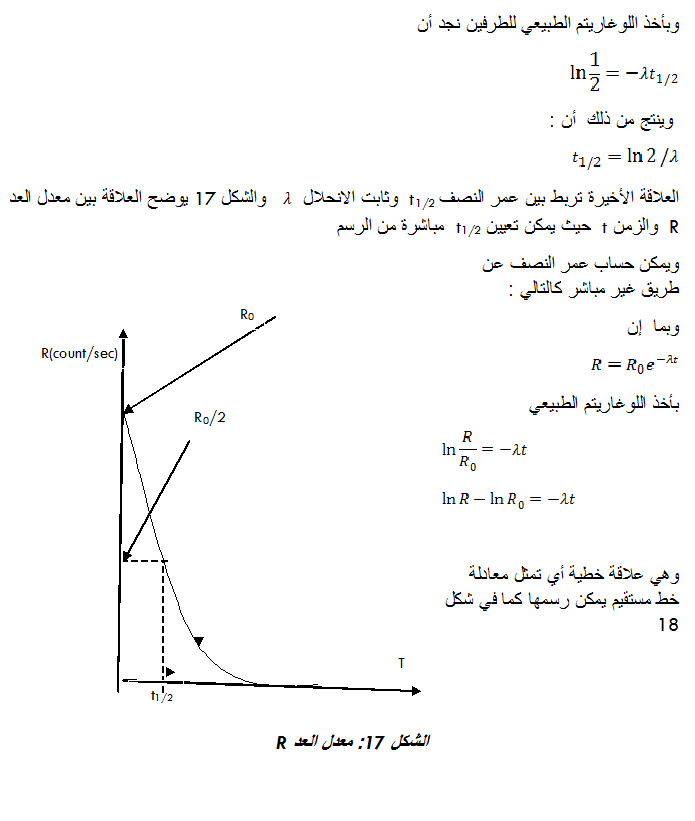 وبأخذ اللوغاريتم الطبيعي للطرفين نجد أن
ln 1/2 = −λt1/2
وينتج من ذلك أن :
t1/2 = ln 2 /λ
العلاقة الأخيرة تربط بين عمر النصف t1/2 وثابت الانحلال λ والشكل 17 يوضح العلاقة بين معدل العد
R والزمن t حيث يمكن تعيين t1/2 مباشرة من الرسم
ويمكن حساب عمر النصف عن
طريق غير مباشر كالتالي :
وبما إن
R = R0e^−λt
بأخذ اللوغاريتم الطبيعي
ln R/R0 = −λt
ln R − ln R0 = −λt
وهي علاقة خطية أي تمثل معادلة
خط مستقيم يمكن رسمها كما في شكل
18
R0
R(count/sec)
R0/2
T
t1/2
الشكل 17: معدل العد R